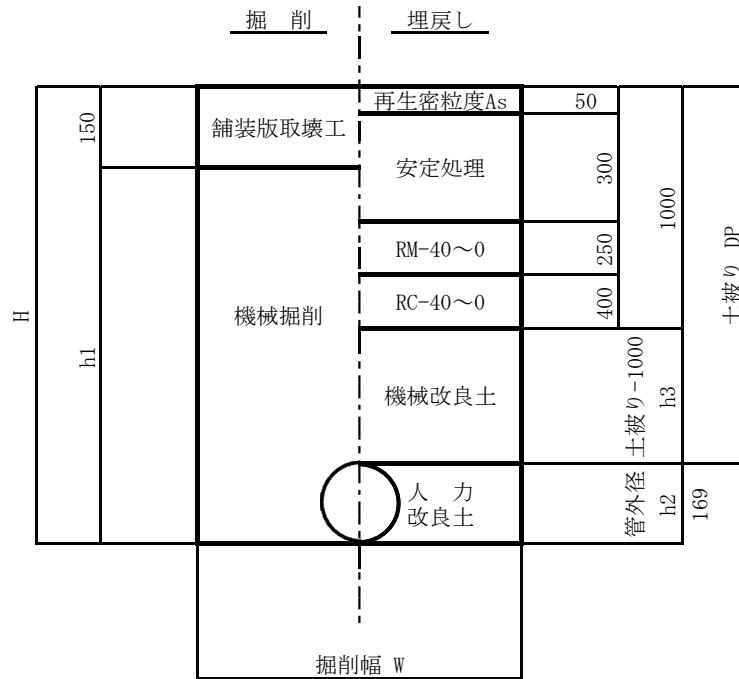 掘 削
埋戻し
再生密粒度As
50
150
舗装版取壊工
安定処理
300
1000
RM-40～0
250
土被り DP
H
RC-40～0
400
機械掘削
h1
機械改良土
土被り-1000
h3
人 力
改良土
管外径
h2
169
掘削幅 W